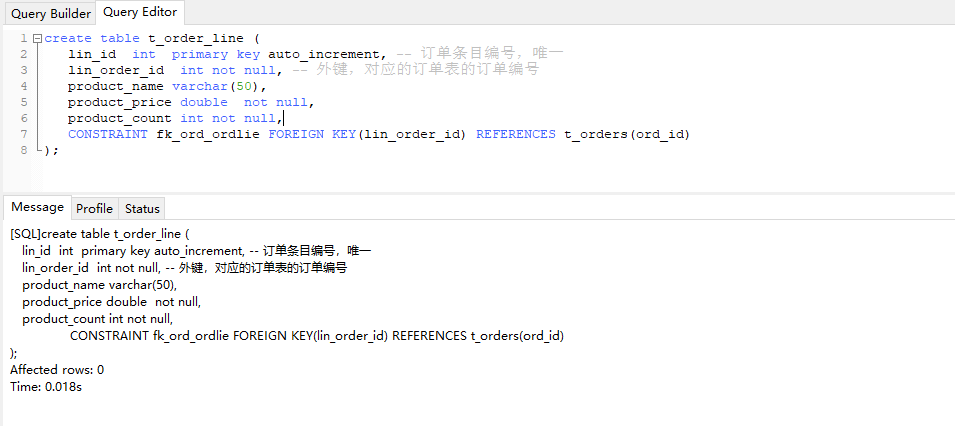 Query Builder Query Editor
1 create table t_order_line (
2 lin_id int primary key auto_increment, -- 订单条目编号，唯一
3 lin_order_id int not null, -- 外键，对应的订单表的订单编号
4 product_name varchar(50),
5 product_price double not null,
6 product_count int not null,
7 CONSTRAINT fk_ord_ordlie FOREIGN KEY(lin_order_id) REFERENCES t_orders(ord_id)
8 );
Message Profile Status
[SQL]create table t_order_line (
lin_id int primary key auto_increment, -- 订单条目编号，唯一
lin_order_id int not null, -- 外键，对应的订单表的订单编号
product_name varchar(50),
product_price double not null,
product_count int not null,
CONSTRAINT fk_ord_ordlie FOREIGN KEY(lin_order_id) REFERENCES t_orders(ord_id)
);
Affected rows: 0
Time: 0.018s